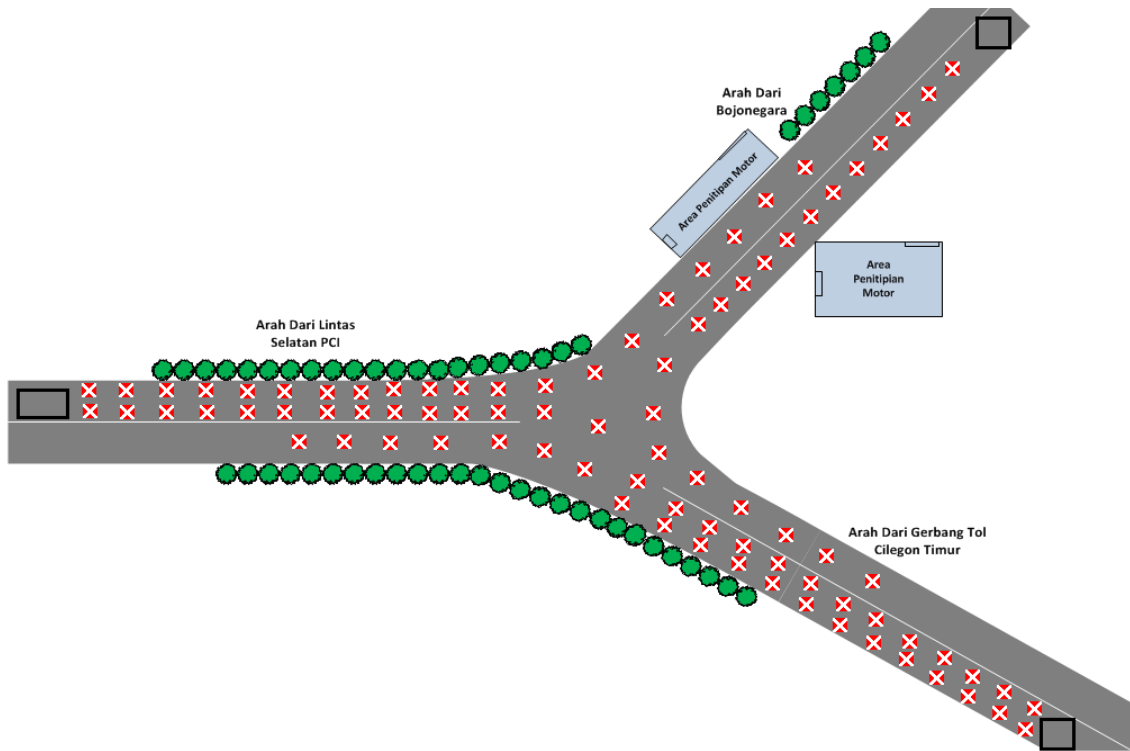 Arah Dari
Bojonegara
Area Penitipan Motor
Area
Penitipian
Motor
Arah Dari Lintas
Selatan PCI
Arah Dari Gerbang Tol
Cilegon Timur